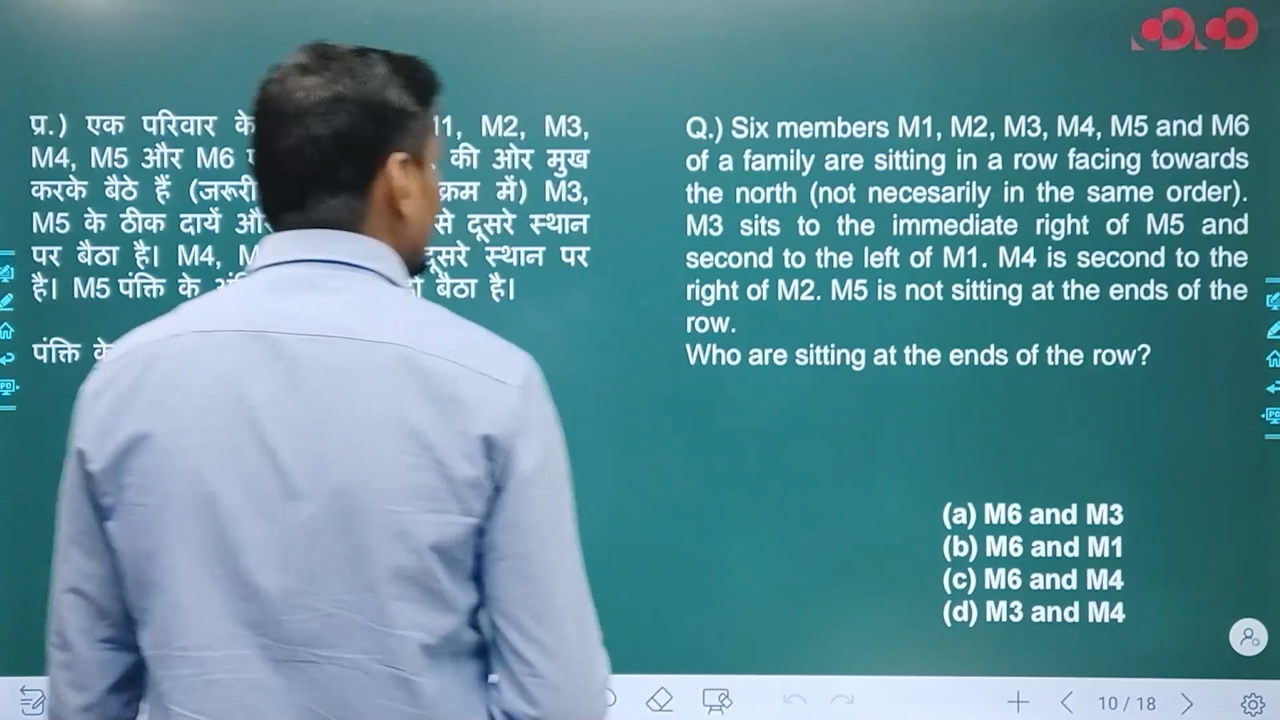 प्र.) एक परिवार के 11, M2, M3,
M4, M5 और M6 की ओर मुख
करके बैठे हैं (जरूरी क्रम में) M3,
M5 के ठीक दायें और से दूसरे स्थान
पर बैठा है। M4, M दूसरे स्थान पर
है। M5 पंक्ति के बैठा है।
पंक्ति के
Q.) Six members M1, M2, M3, M4, M5 and M6
of a family are sitting in a row facing towards
the north (not necesarily in the same order).
M3 sits to the immediate right of M5 and
second to the left of M1. M4 is second to the
right of M2. M5 is not sitting at the ends of the
row.
Who are sitting at the ends of the row?
(a) M6 and M3
(b) M6 and M1
(c) M6 and M4
(d) M3 and M4
10 / 18